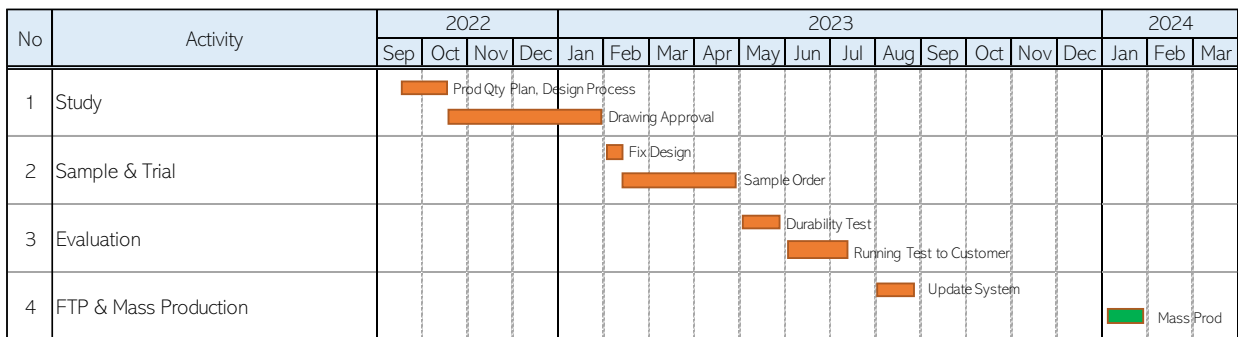 No Activity 2022 2023 2024
Sep Oct Nov Dec Jan Feb Mar Apr May Jun Jul Aug Sep Oct Nov Dec Jan Feb Mar
1 Study Prod Qty Plan, Design Process
Drawing Approval
2 Sample & Trial Fix Design
Sample Order
3 Evaluation Durability Test
Running Test to Customer
4 FTP & Mass Production Update System
Mass Prod